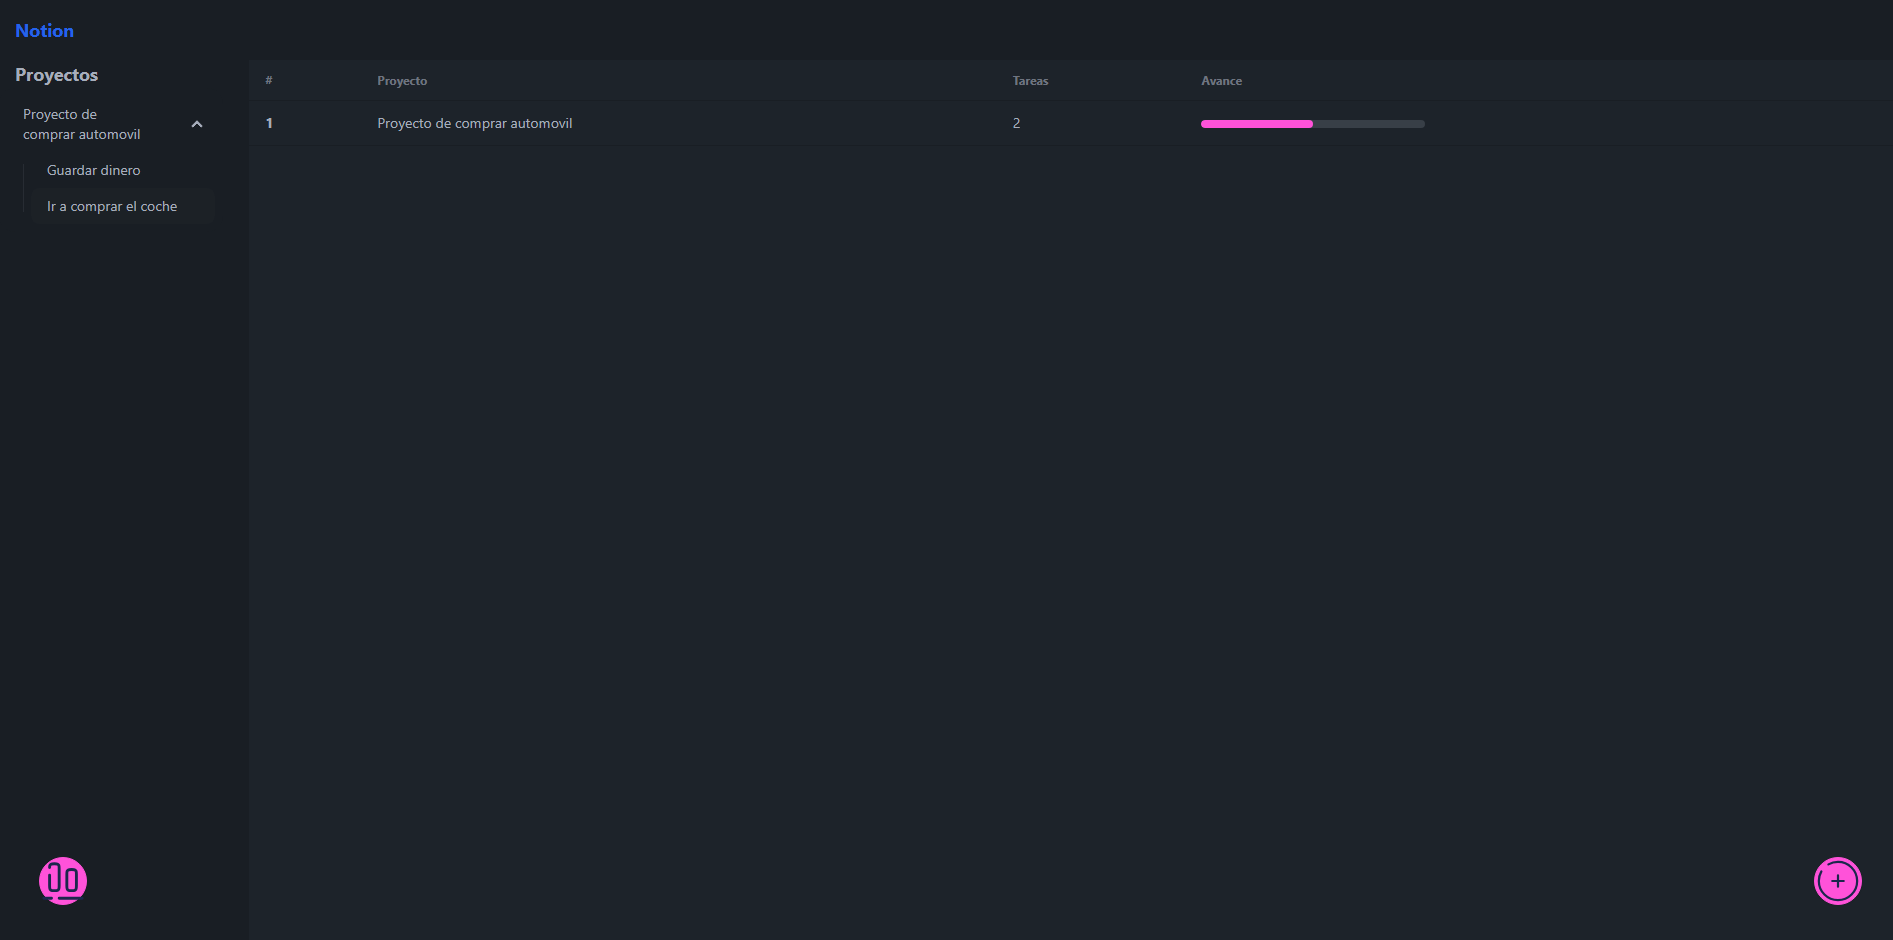 Notion
Proyectos
Proyecto de
comprar automovil
Guardar dinero
Ir a comprar el coche
# Proyecto Tareas Avance
1 Proyecto de comprar automovil 2